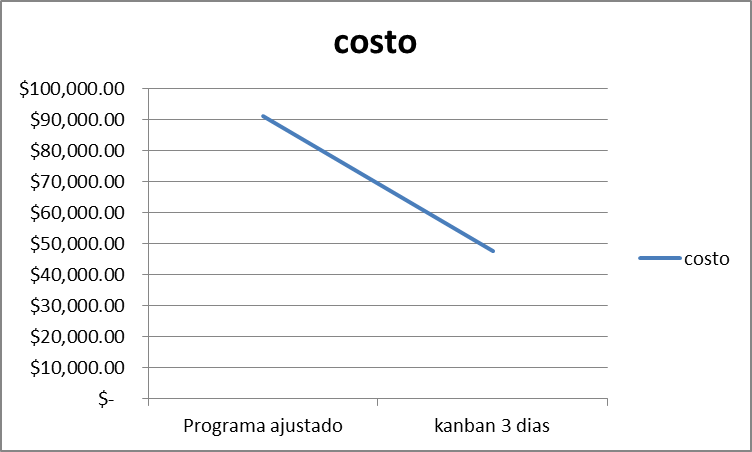 costo
$100,000.00
$90,000.00
$80,000.00
$70,000.00
$60,000.00
$50,000.00
$40,000.00
$30,000.00
$20,000.00
$10,000.00
$-
Programa ajustado
kanban 3 dias
costo